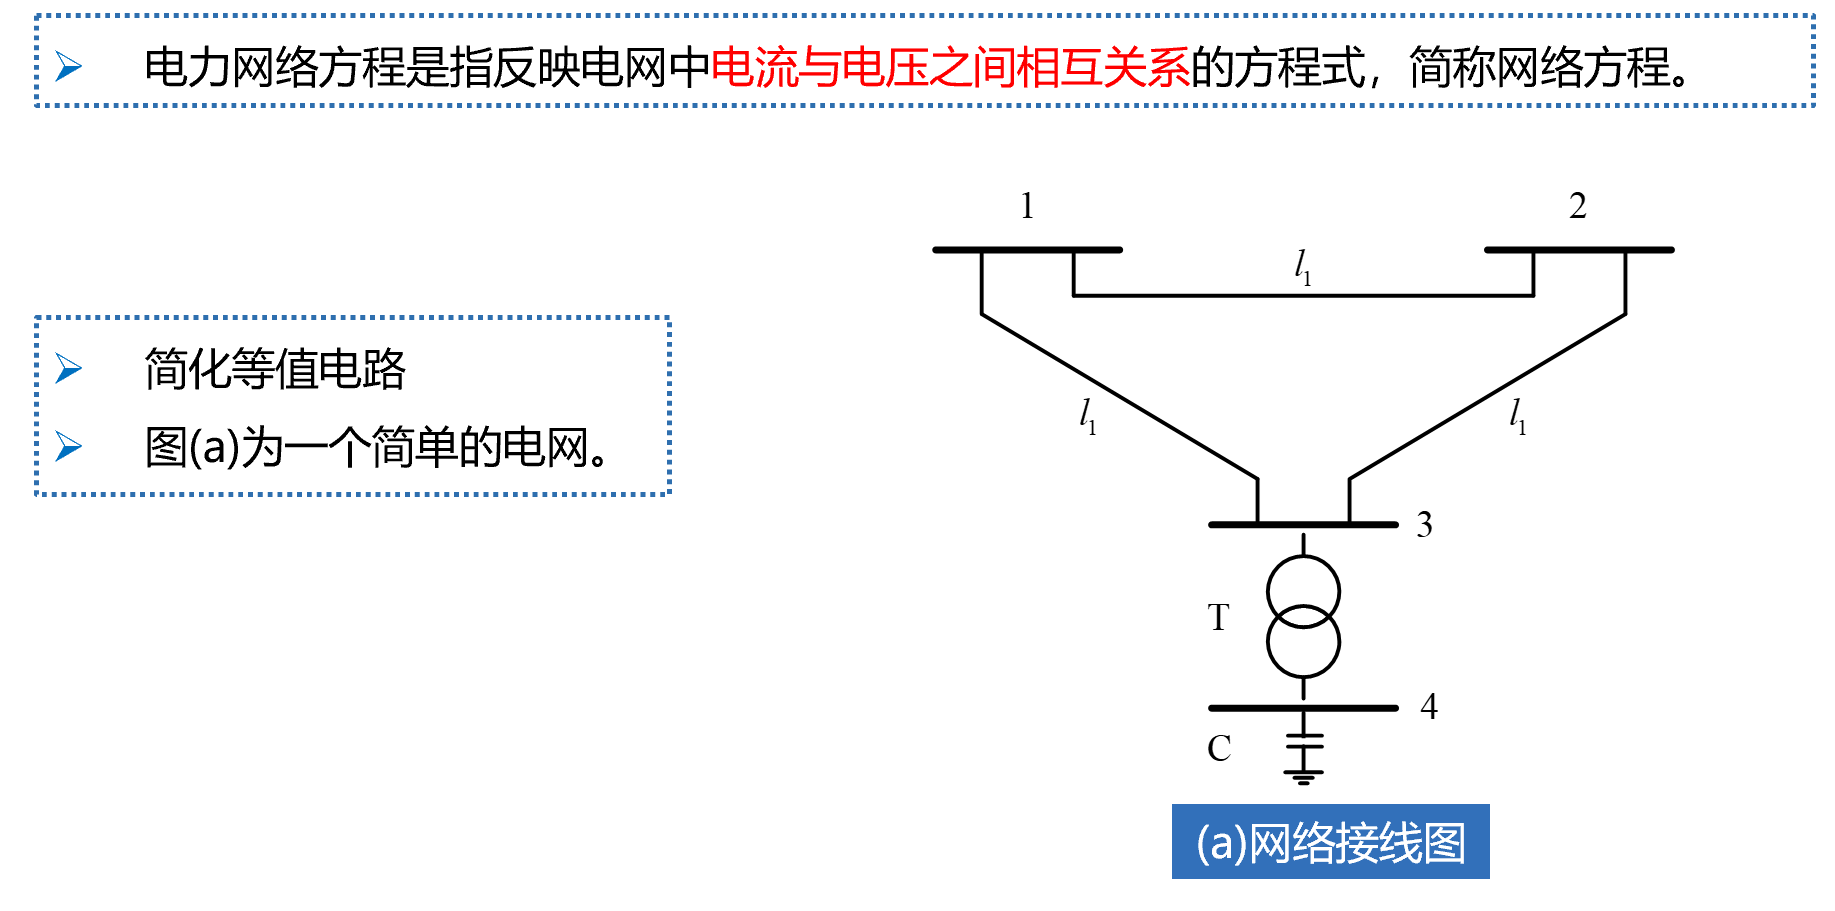 电力网络方程是指反映电网中电流与电压之间相互关系的方程式，简称网络方程。
简化等值电路
图(a)为一个简单的电网。
1
2
l1
l1
l1
3
T
4
C
(a)网络接线图